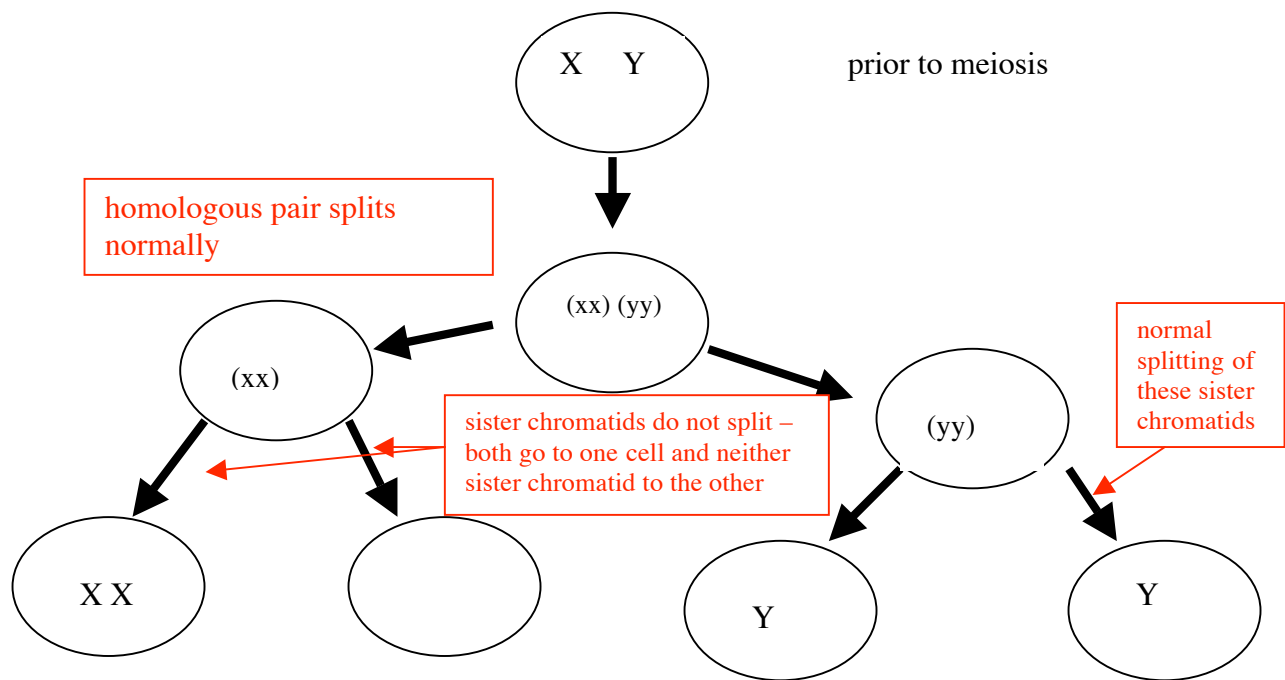 X Y
prior to meiosis
homologous pair splits
normally
(xx) (yy)
normal
splitting of
these sister
chromatids
(xx)
sister chromatids do not split –
both go to one cell and neither
sister chromatid to the other
(yy)
X X
Y
Y